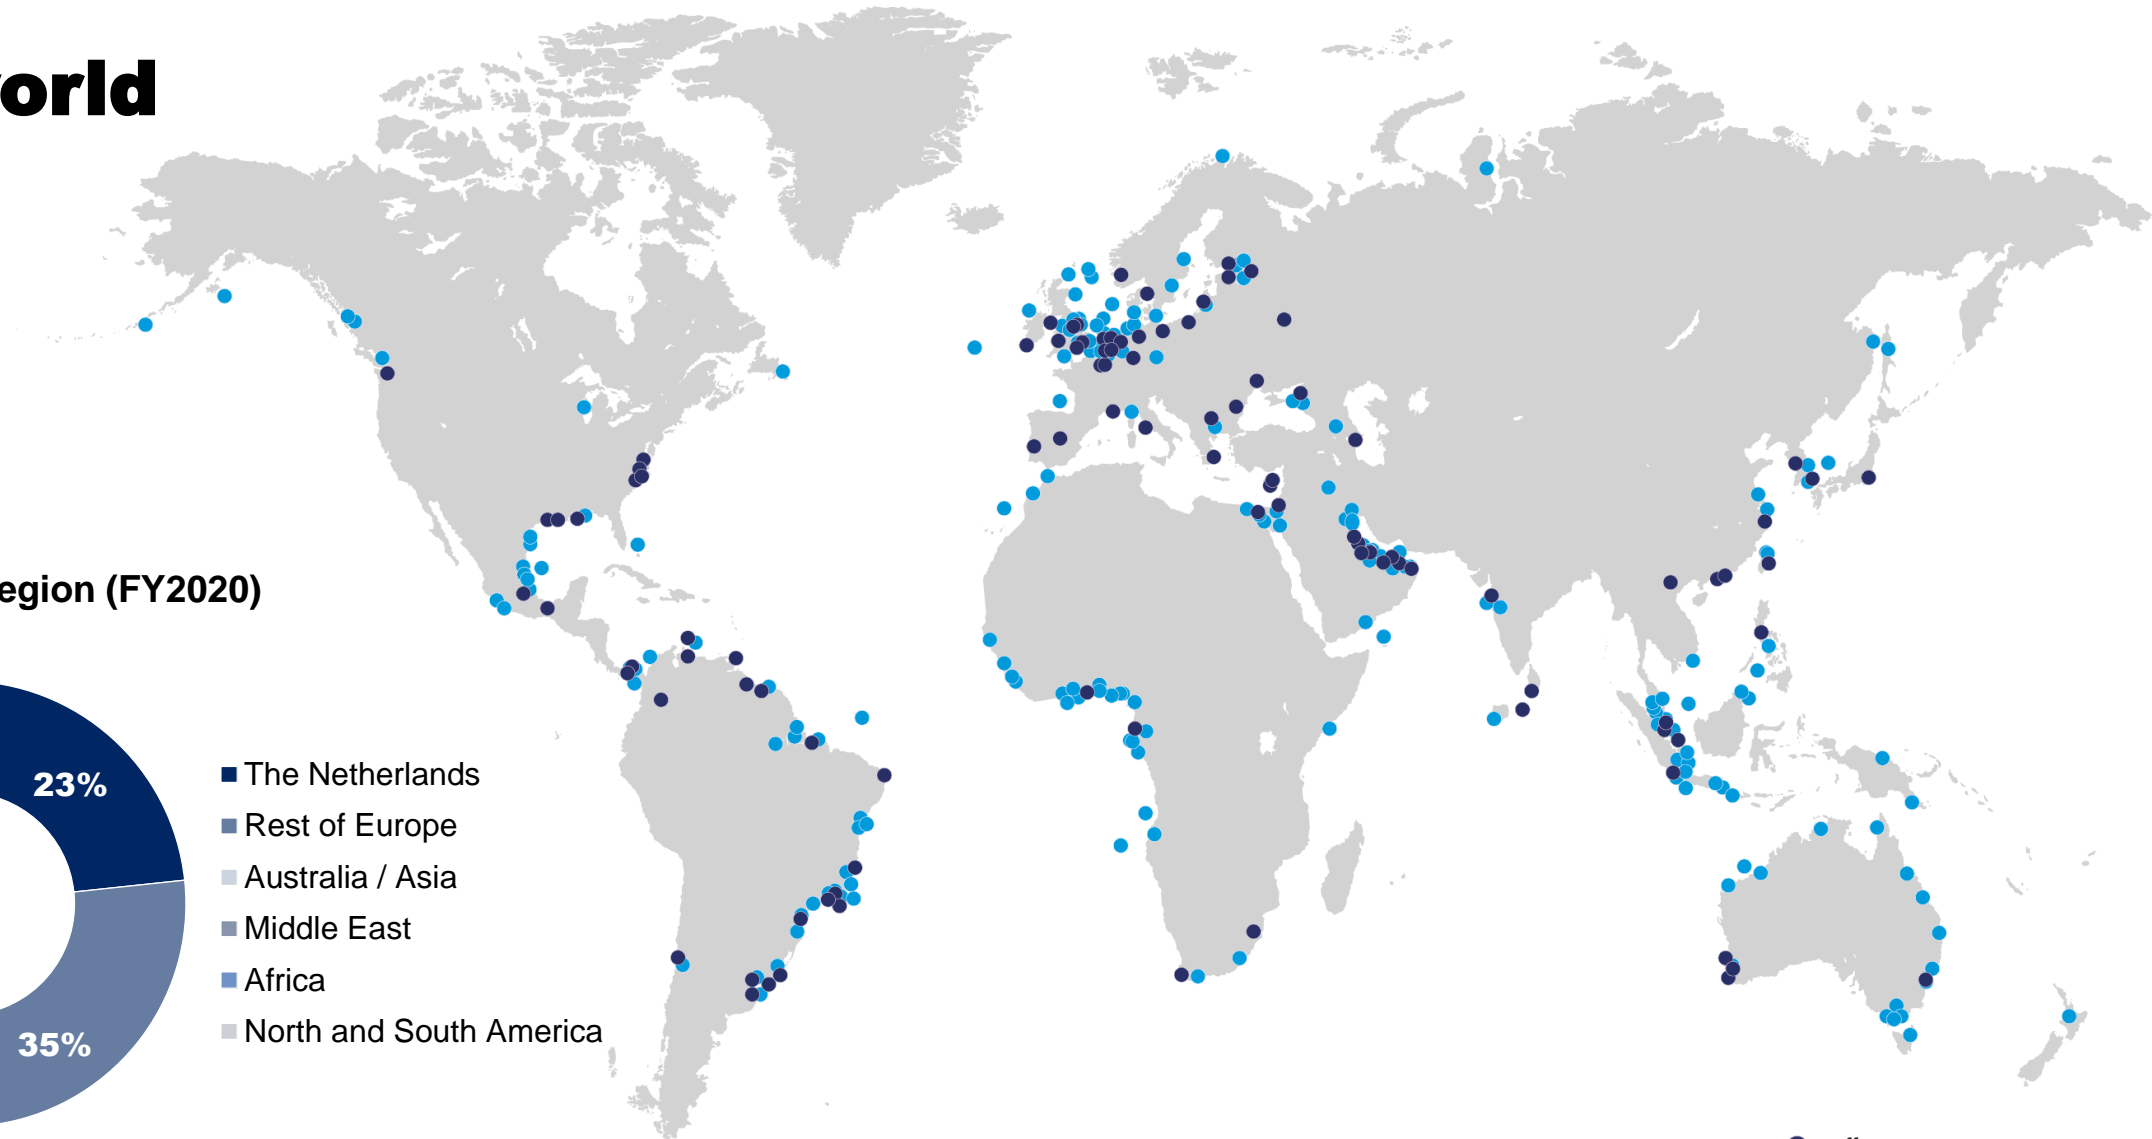 orld
egion (FY2020)
23%
35%
The Netherlands
Rest of Europe
Australia / Asia
Middle East
Africa
North and South America